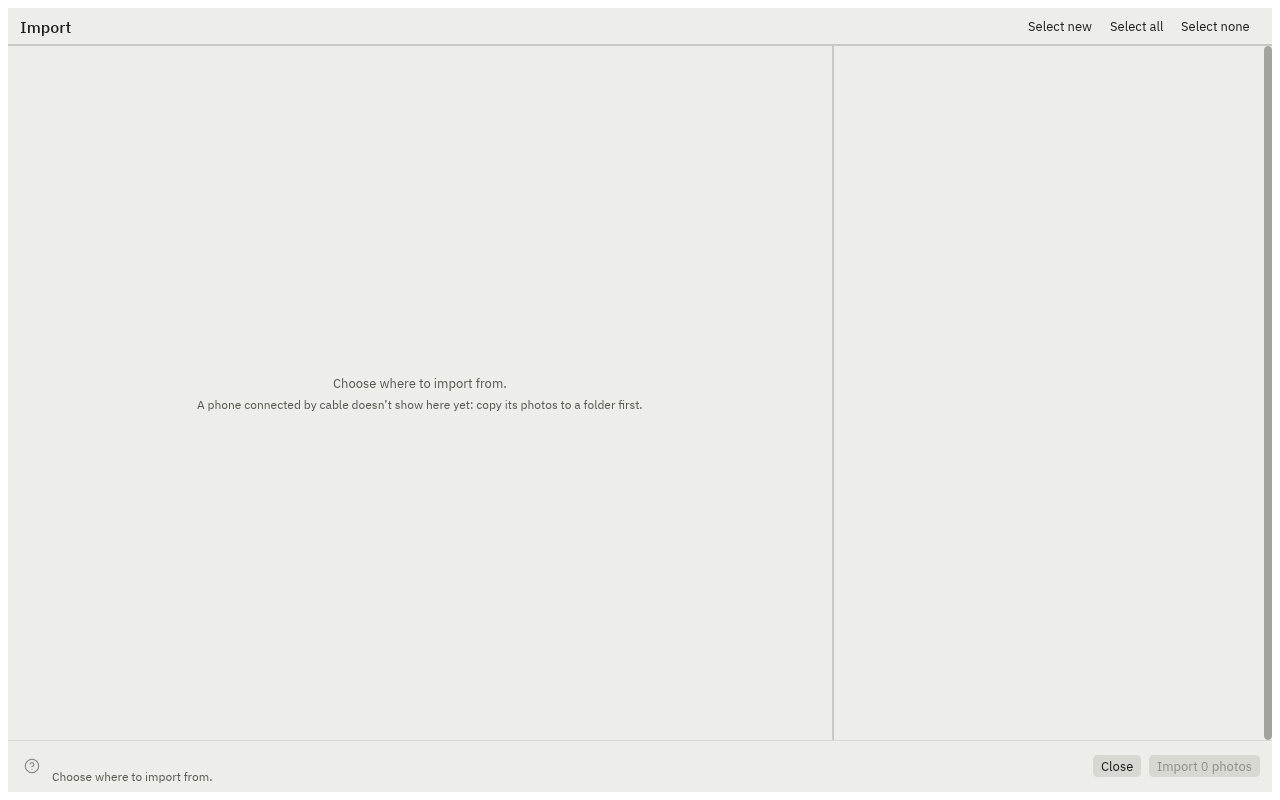 Import
Select new
Select all
Select none
Choose where to import from.
A phone connected by cable doesn't show here yet: copy its photos to a folder first.
Choose where to import from.
Close
Import 0 photos